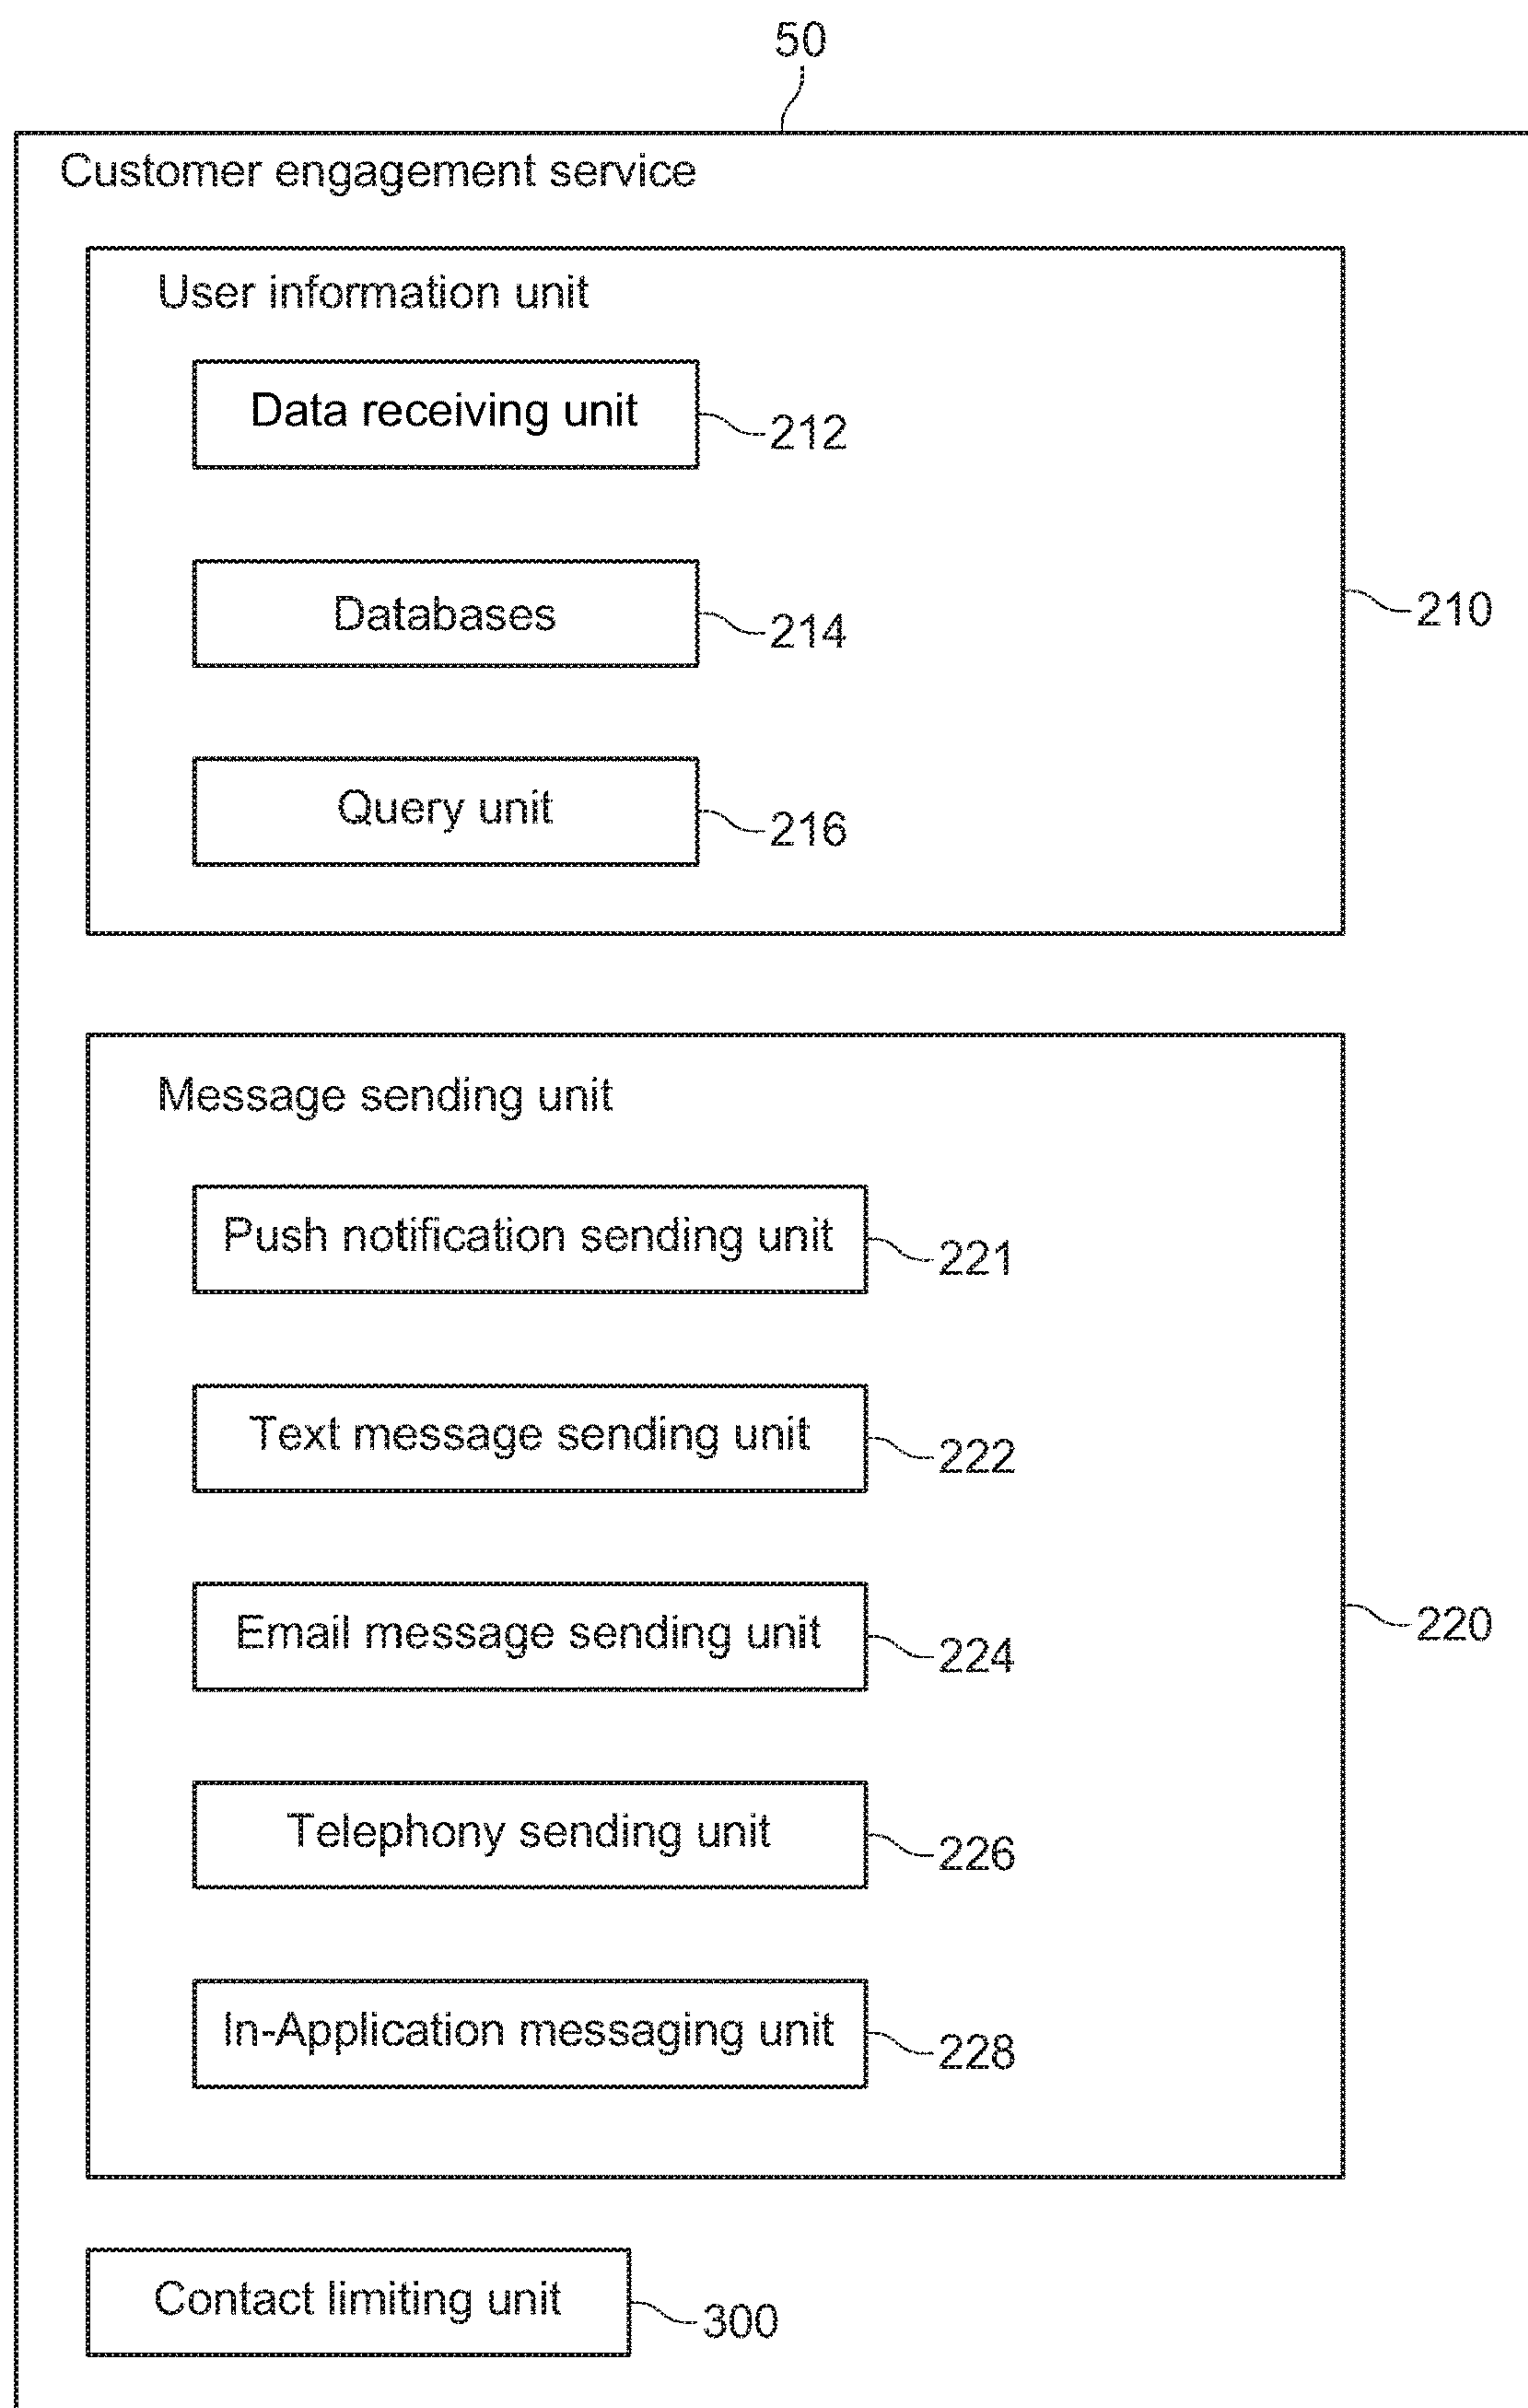 50
Customer engagement service
User information unit
Data receiving unit
212
Databases
214
210
Query unit
216
Message sending unit
Push notification sending unit
221
Text message sending unit
222
Email message sending unit
224
220
Telephony sending unit
226
In-Application messaging unit
228
Contact limiting unit
300